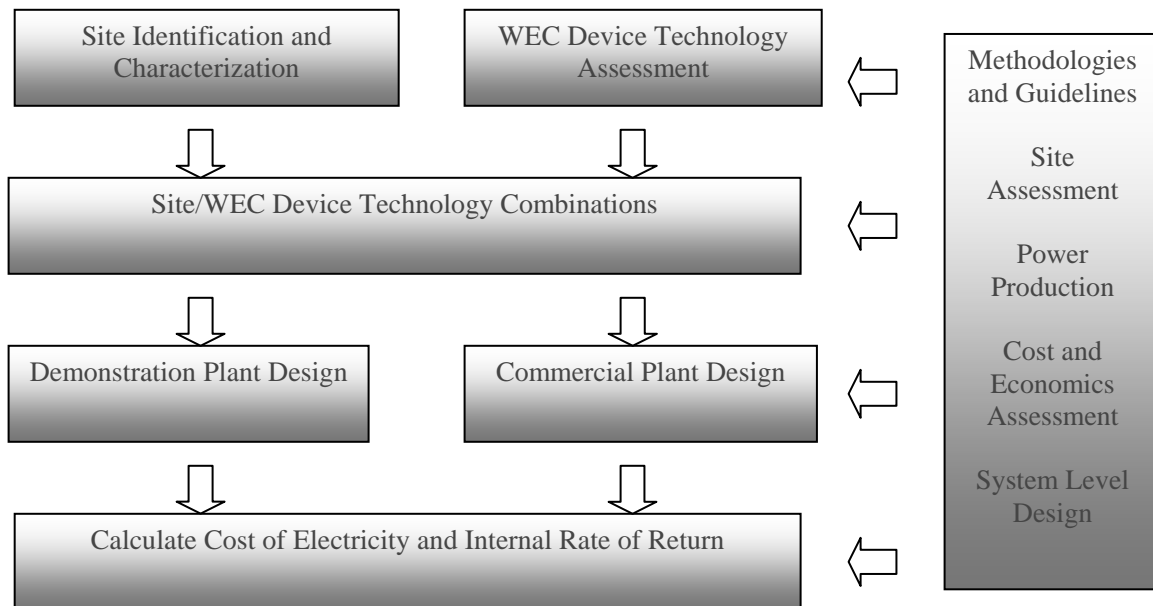 Site Identification and
Characterization
WEC Device Technology
Assessment
Site/WEC Device Technology Combinations
Demonstration Plant Design
Commercial Plant Design
Calculate Cost of Electricity and Internal Rate of Return
Methodologies
and Guidelines
Site
Assessment
Power
Production
Cost and
Economics
Assessment
System Level
Design